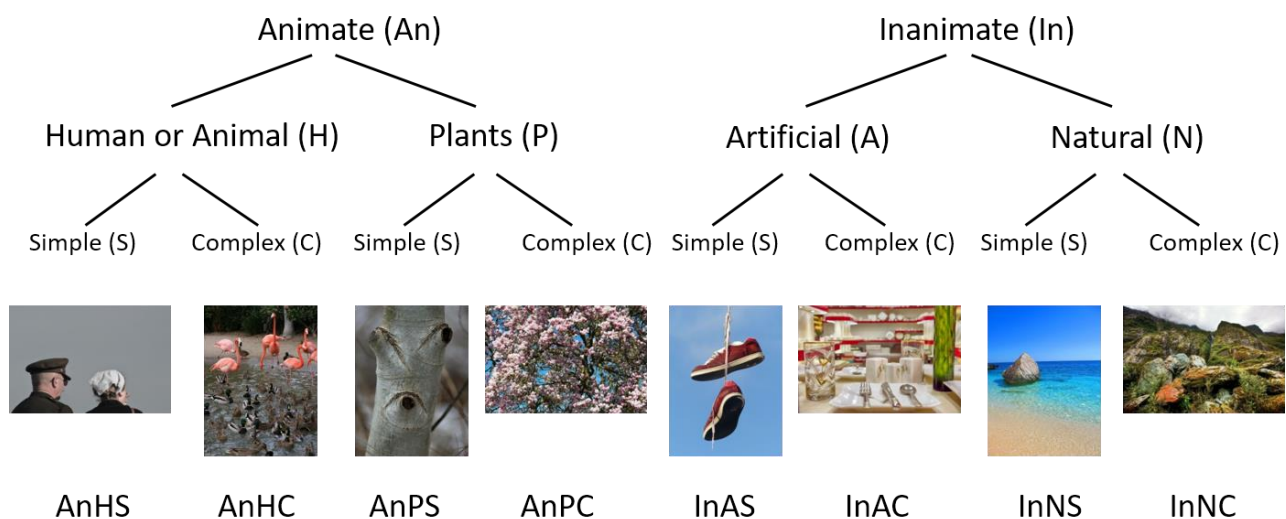 Animate (An) Inanimate (In)
Human or Animal (H) Plants (P) Artificial (A) Natural (N)
Simple (S) Complex (C) Simple (S) Complex (C) Simple (S) Complex (C) Simple (S) Complex (C)
AnHS AnHC AnPS AnPC InAS InAC InNS InNC